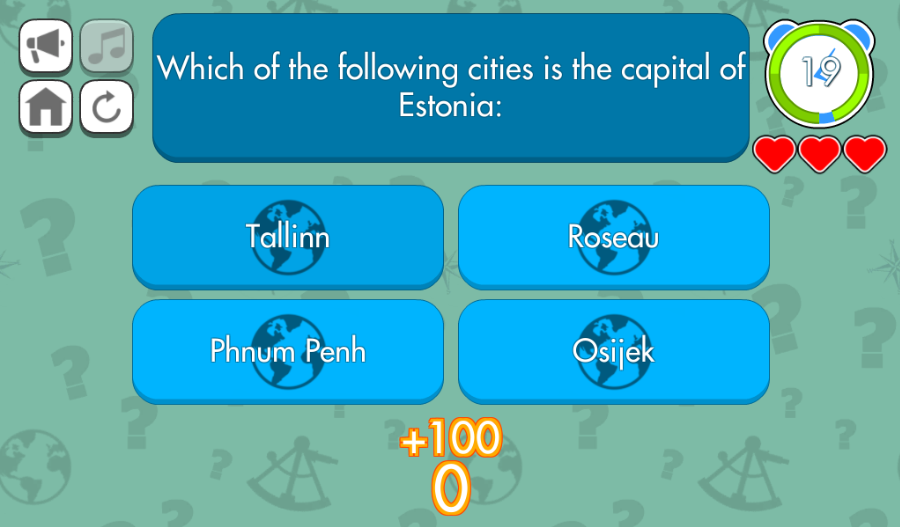 Which of the following cities is the capital of
Estonia:
19
Tallinn
Roseau
Phnum Penh
Osijek
+100
0